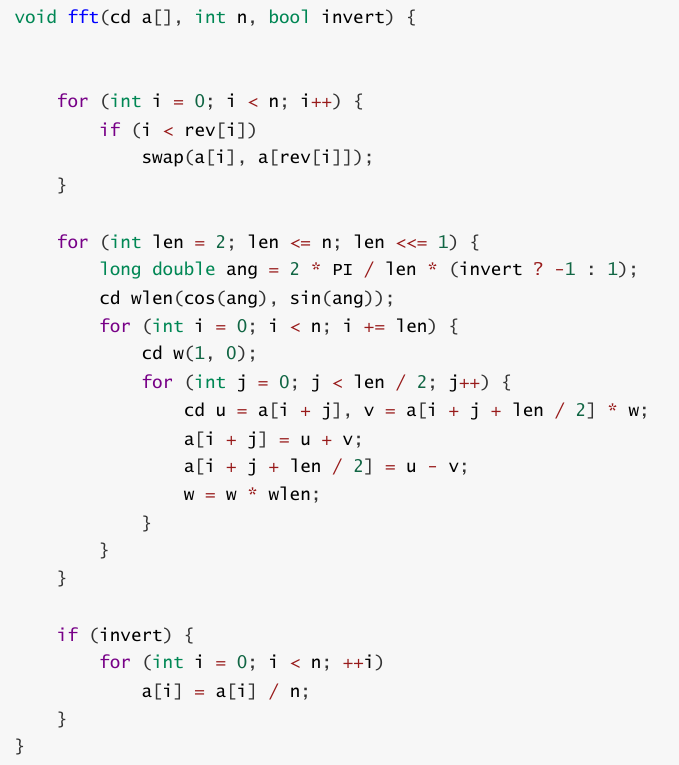 void fft(cd a[], int n, bool invert) {
    for (int i = 0; i < n; i++) {
        if (i < rev[i])
            swap(a[i], a[rev[i]]);
    }
    for (int len = 2; len <= n; len <<= 1) {
        long double ang = 2 * PI / len * (invert ? -1 : 1);
        cd wlen(cos(ang), sin(ang));
        for (int i = 0; i < n; i += len) {
            cd w(1, 0);
            for (int j = 0; j < len / 2; j++) {
                cd u = a[i + j], v = a[i + j + len / 2] * w;
                a[i + j] = u + v;
                a[i + j + len / 2] = u - v;
                w = w * wlen;
            }
        }
    }
    if (invert) {
        for (int i = 0; i < n; ++i)
            a[i] = a[i] / n;
    }
}